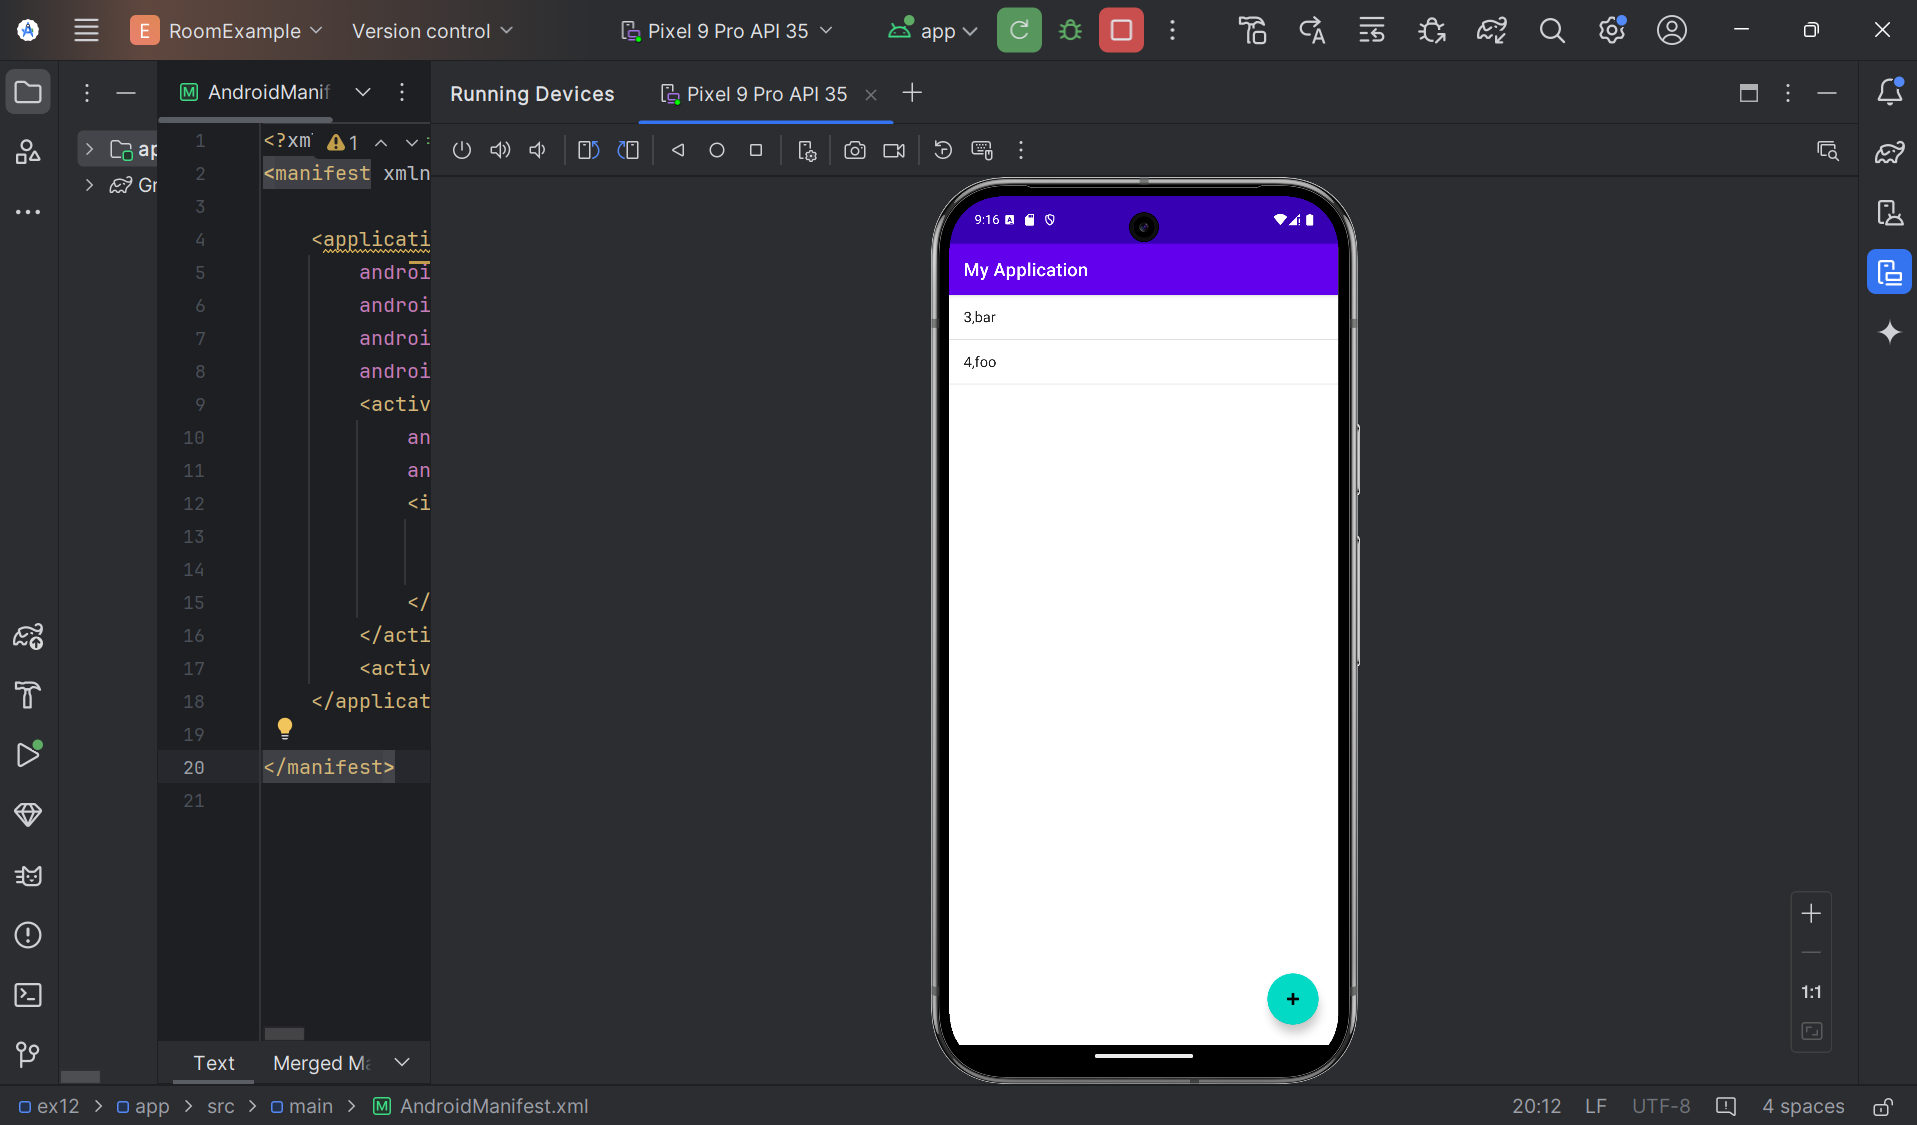 E RoomExample Version control Pixel 9 Pro API 35 app
AndroidManif
Running Devices Pixel 9 Pro API 35
ap
Gr
1 <?xm 1
2 <manifest xmln
3
4 <applicati
5 androi
6 androi
7 androi
8 androi
9 <activ
10 an
11 an
12 <i
13
14
15 </
16 </acti
17 <activ
18 </applicat
19
20 </manifest>
21
9:16
My Application
3,bar
4,foo
+
1:1
Text Merged Ma
ex12 > app > src > main > AndroidManifest.xml
20:12 LF UTF-8 4 spaces